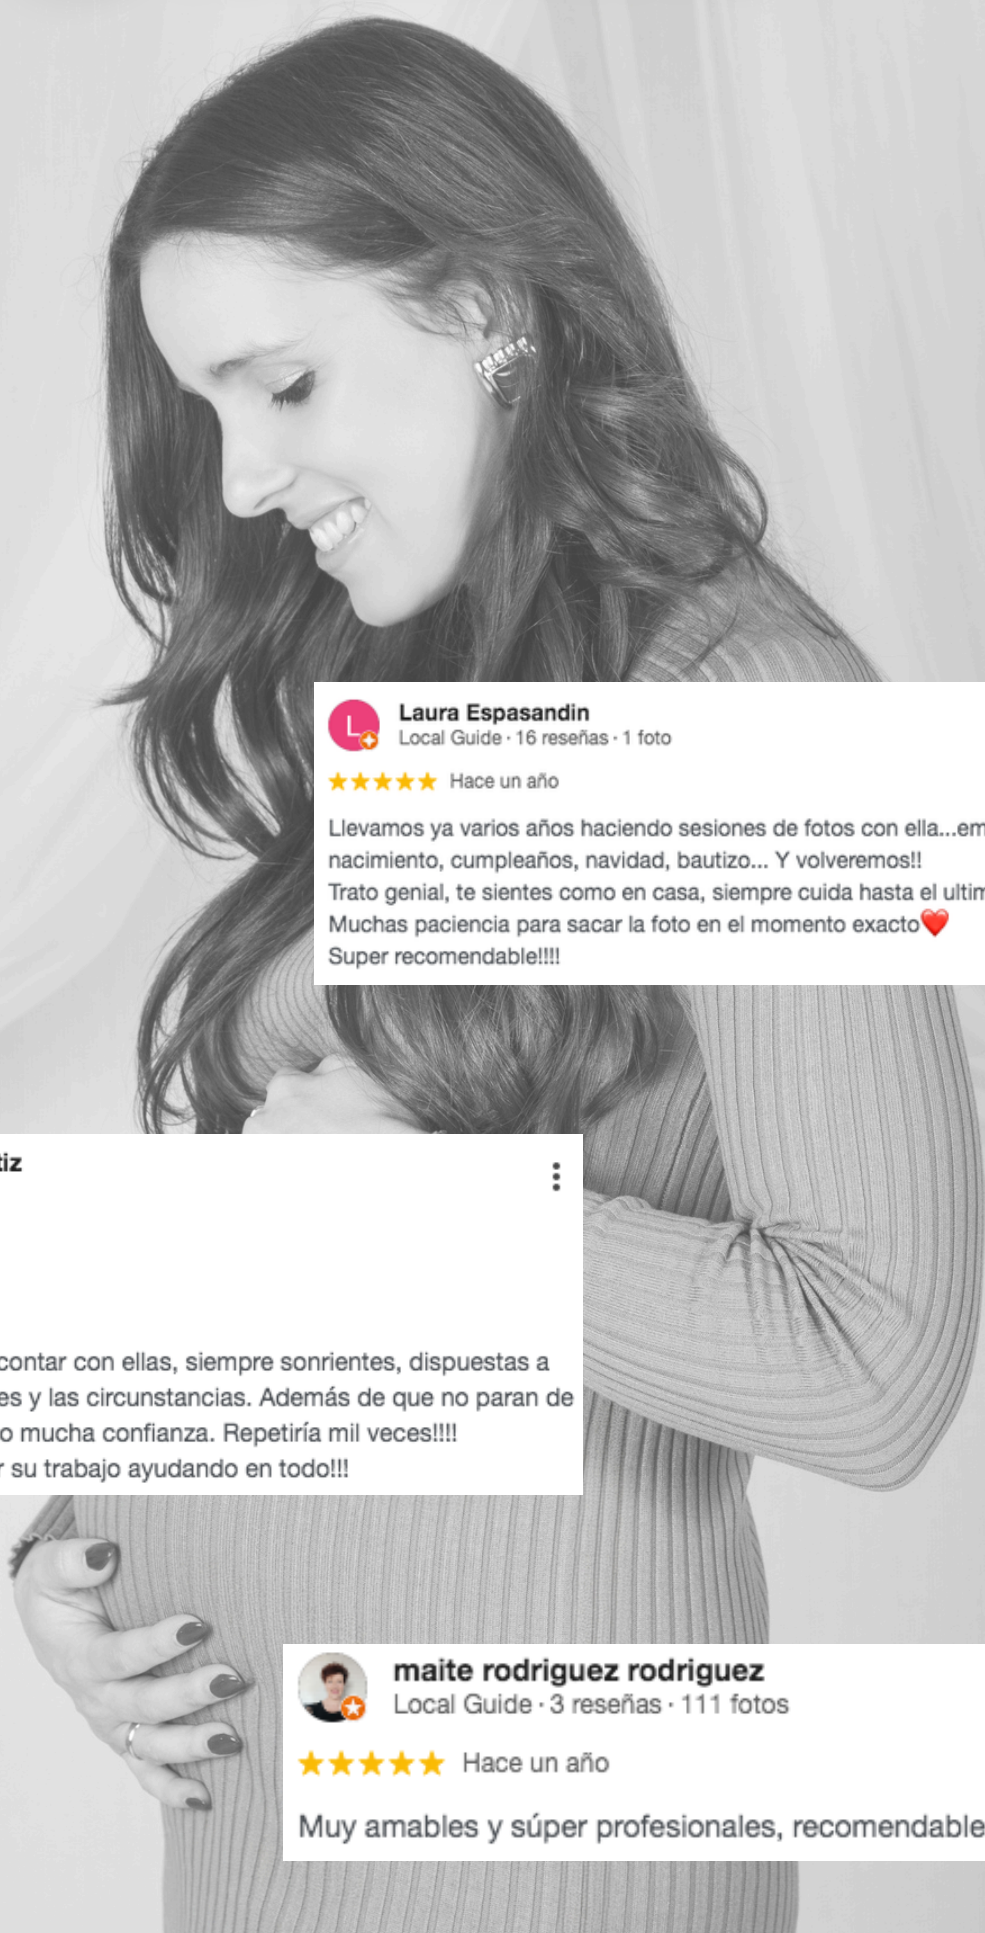 L
Laura Espasandin
Local Guide · 16 reseñas · 1 foto
Hace un año
Llevamos ya varios años haciendo sesiones de fotos con ella...em
nacimiento, cumpleaños, navidad, bautizo... Y volveremos!!
Trato genial, te sientes como en casa, siempre cuida hasta el ultim
Muchas paciencia para sacar la foto en el momento exacto❤️
Super recomendable!!!!
tiz
contar con ellas, siempre sonrientes, dispuestas a
es y las circunstancias. Además de que no paran de
o mucha confianza. Repetiría mil veces!!!!
r su trabajo ayudando en todo!!!
maite rodriguez rodriguez
Local Guide · 3 reseñas · 111 fotos
Hace un año
Muy amables y súper profesionales, recomendable